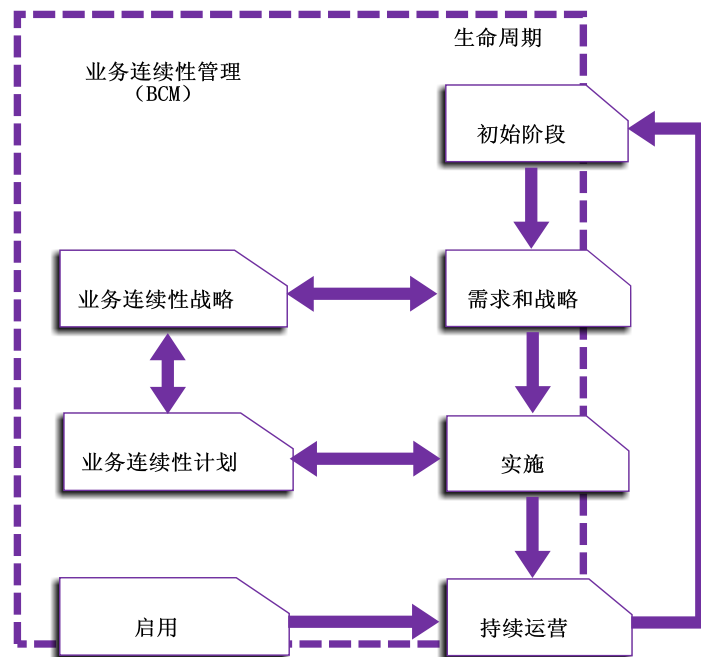 生命周期
业务连续性管理
（BCM）
初始阶段
业务连续性战略
需求和战略
业务连续性计划
实施
启用
持续运营